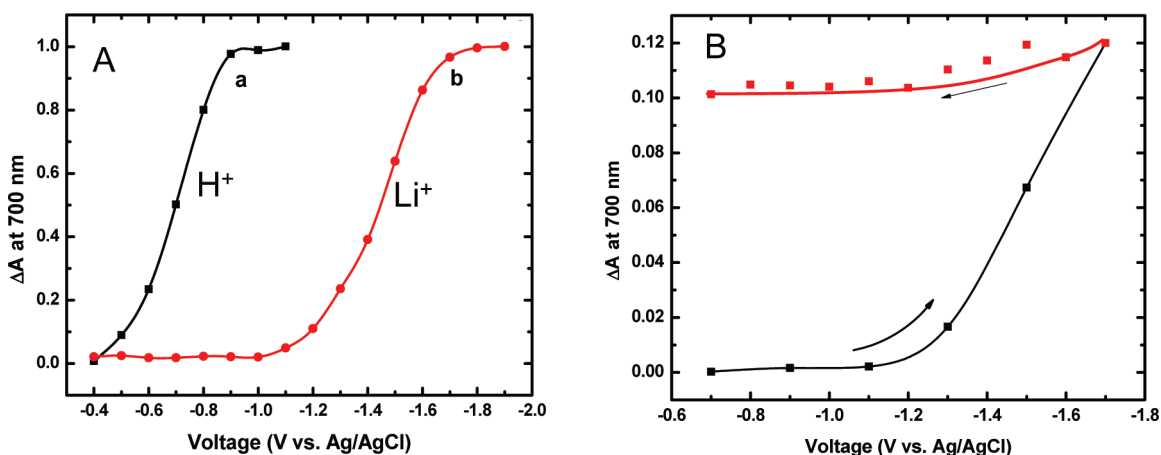 A
a
b
H+
Li+
1.0
0.8
0.6
0.4
0.2
0.0
-0.4 -0.6 -0.8 -1.0 -1.2 -1.4 -1.6 -1.8 -2.0
ΔA at 700 nm
Voltage (V vs. Ag/AgCl)
B
0.12
0.10
0.08
0.06
0.04
0.02
0.00
-0.6 -0.8 -1.0 -1.2 -1.4 -1.6 -1.8
ΔA at 700 nm
Voltage (V vs. Ag/AgCl)